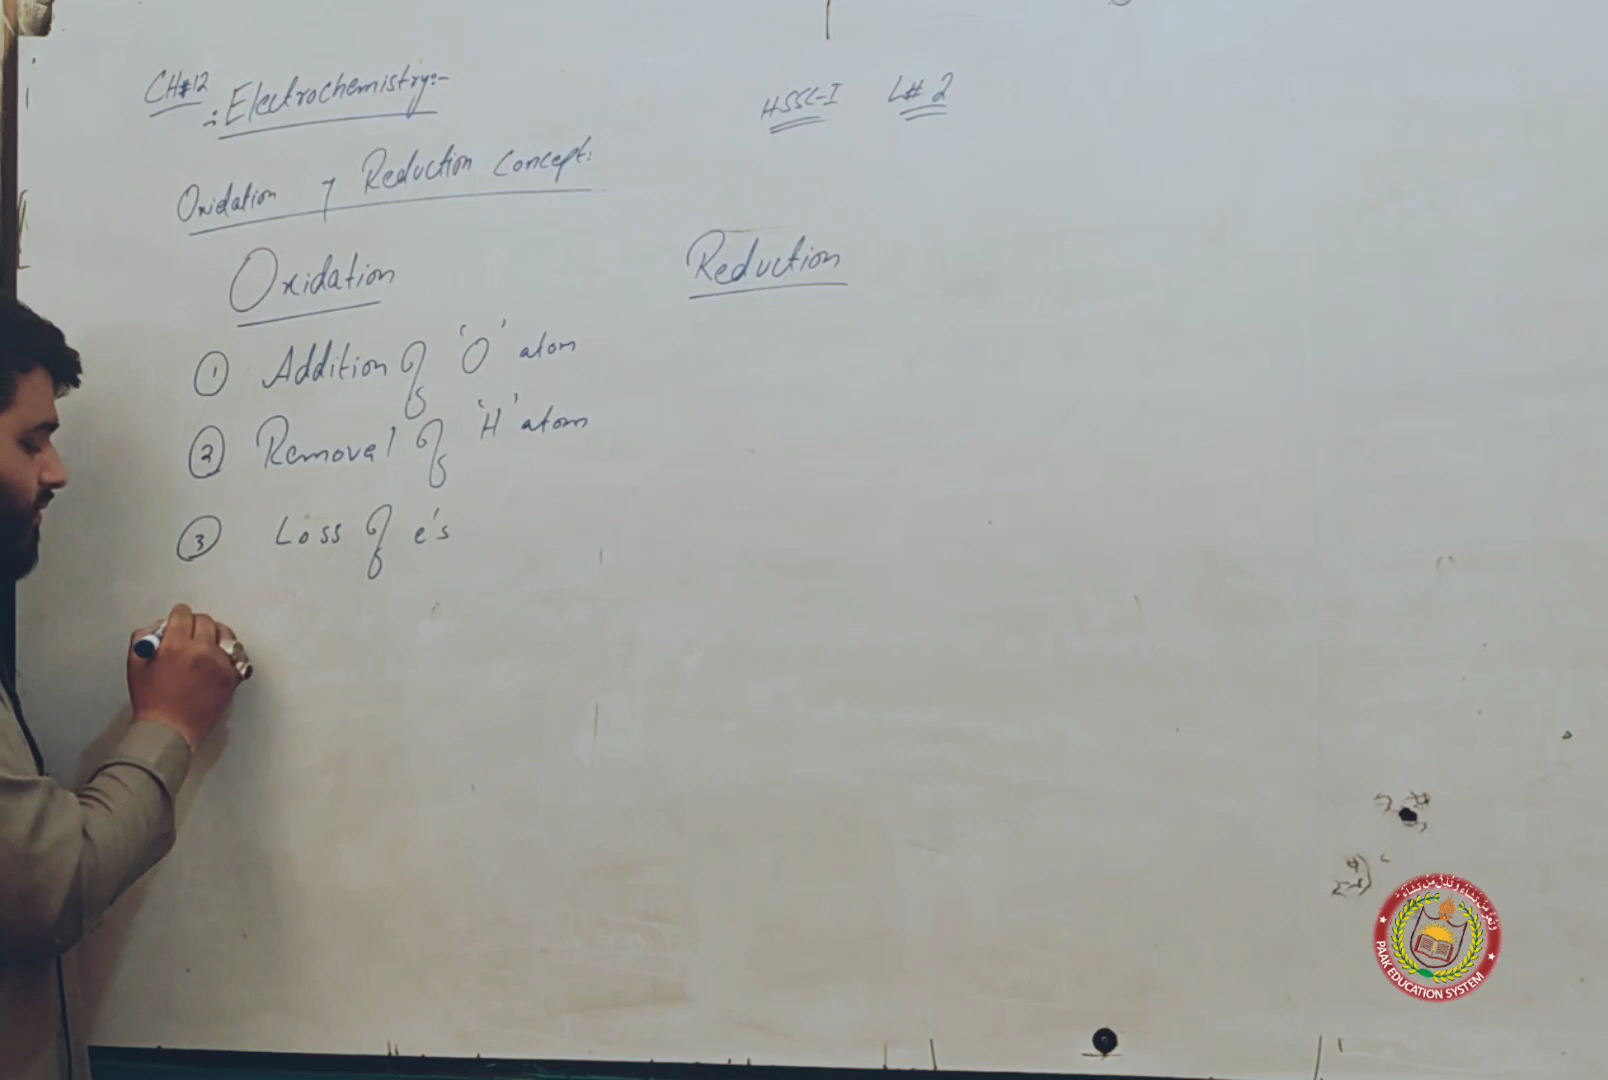 CH#12
:Electrochemistry:-
HSSC-I L# 2
Oxidation & Reduction Concept:
Oxidation
Reduction
① Addition of 'O' atom
② Removal of 'H' atom
③ Loss of e's
PAAK EDUCATION SYSTEM